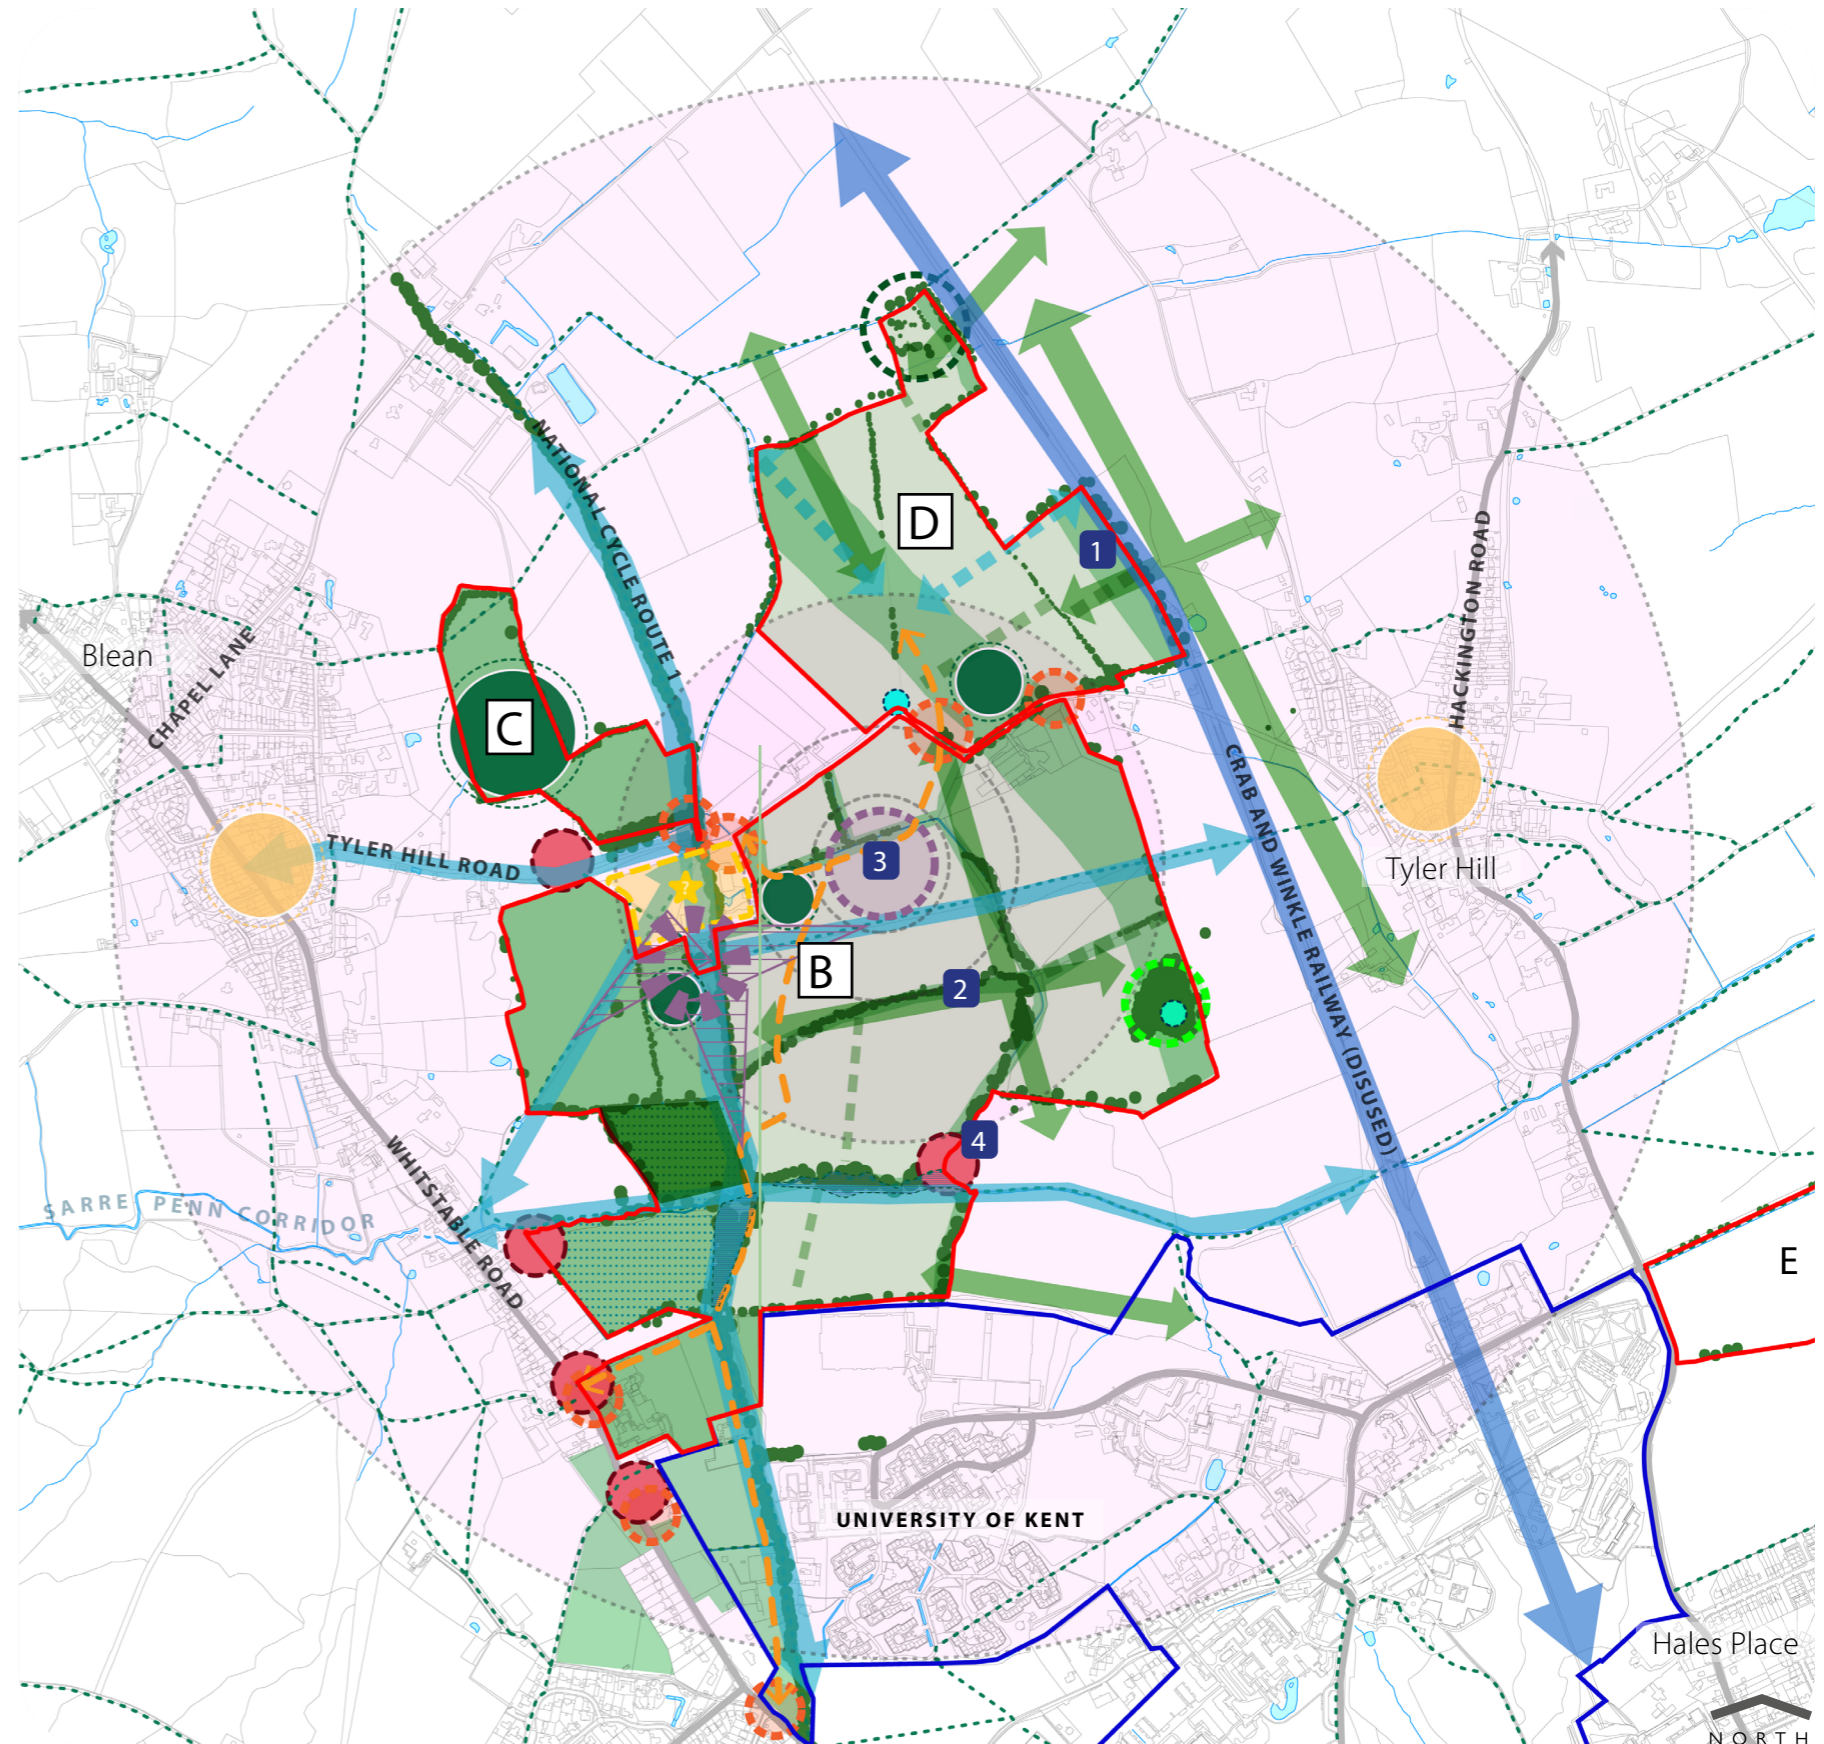 NATIONAL CYCLE ROUTE 1
D
1
HACKINGTON ROAD
Blean
CHAPEL LANE
C
CRAB AND WINKLE RAILWAY (DISUSED)
TYLER HILL ROAD
3
Tyler Hill
?
B
2
4
WHITSTABLE ROAD
SARRE PENN CORRIDOR
E
UNIVERSITY OF KENT
Hales Place
NORTH